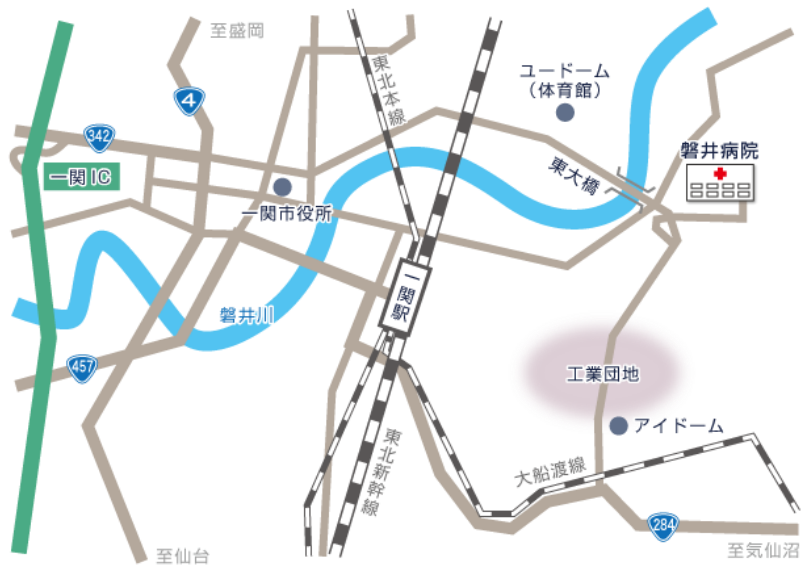 至盛岡
4
東北本線
ユードーム
（体育館）
342
東大橋
磐井病院
一関IC
一関市役所
一関駅
磐井川
457
工業団地
アイドーム
東北新幹線
大船渡線
284
至仙台
至気仙沼